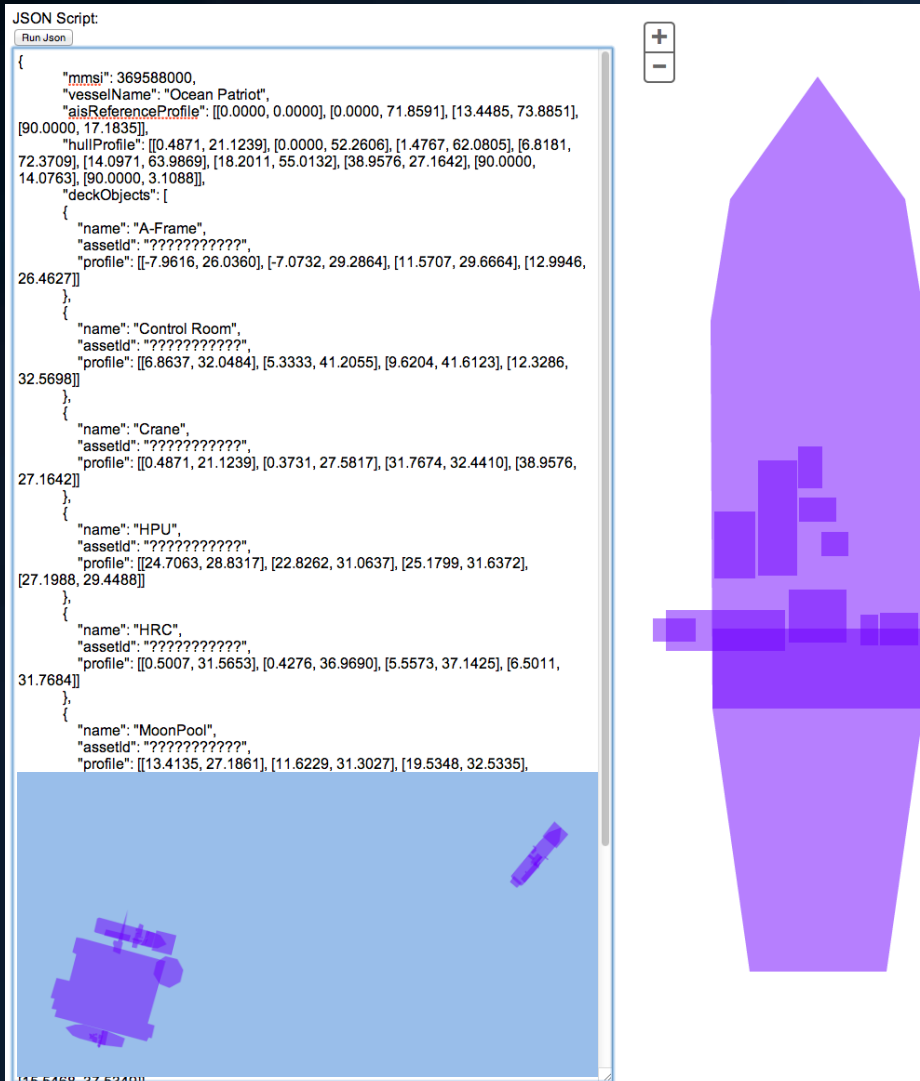 JSON Script:
Run Json
{
"mmsi": 369588000,
"vesselName": "Ocean Patriot",
"aisReferenceProfile": [[0.0000, 0.0000], [0.0000, 71.8591], [13.4485, 73.8851],
[90.0000, 17.1835]],
"hullProfile": [[0.4871, 21.1239], [0.0000, 52.2606], [1.4767, 62.0805], [6.8181,
72.3709], [14.0971, 63.9869], [18.2011, 55.0132], [38.9576, 27.1642], [90.0000,
14.0763], [90.0000, 3.1088]],
"deckObjects": [
{
"name": "A-Frame",
"assetId": "???????????",
"profile": [[-7.9616, 26.0360], [-7.0732, 29.2864], [11.5707, 29.6664], [12.9946,
26.4627]]
},
{
"name": "Control Room",
"assetId": "???????????",
"profile": [[6.8637, 32.0484], [5.3333, 41.2055], [9.6204, 41.6123], [12.3286,
32.5698]]
},
{
"name": "Crane",
"assetId": "???????????",
"profile": [[0.4871, 21.1239], [0.3731, 27.5817], [31.7674, 32.4410], [38.9576,
27.1642]]
},
{
"name": "HPU",
"assetId": "???????????",
"profile": [[24.7063, 28.8317], [22.8262, 31.0637], [25.1799, 31.6372],
[27.1988, 29.4488]]
},
{
"name": "HRC",
"assetId": "???????????",
"profile": [[0.5007, 31.5653], [0.4276, 36.9690], [5.5573, 37.1425], [6.5011,
31.7684]]
},
{
"name": "MoonPool",
"assetId": "???????????",
"profile": [[13.4135, 27.1861], [11.6229, 31.3027], [19.5348, 32.5335],
+
−